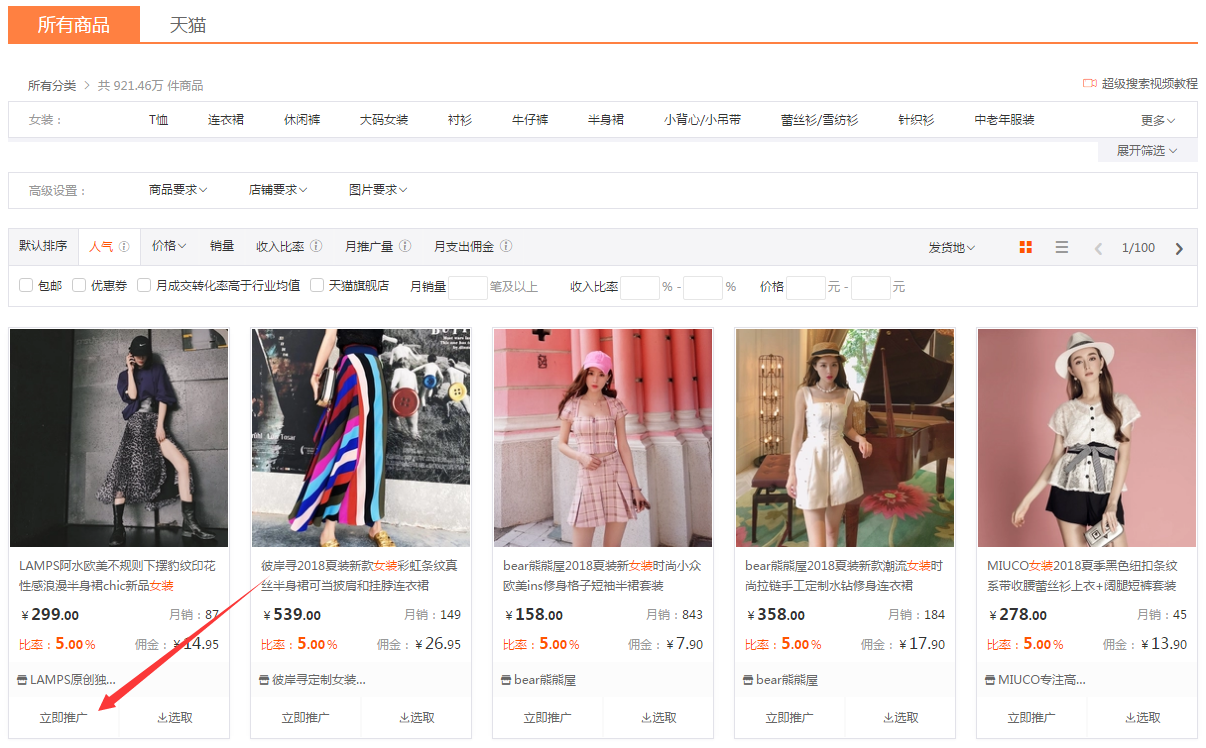 所有商品 天猫
所有分类 > 共 921.46万 件商品 超级搜索视频教程
女装： T恤 连衣裙 休闲裤 大码女装 衬衫 牛仔裤 半身裙 小背心/小吊带 蕾丝衫/雪纺衫 针织衫 中老年服装 更多
展开筛选
高级设置： 商品要求 店铺要求 图片要求
默认排序 人气 价格 销量 收入比率 月推广量 月支出佣金 发货地 1/100
包邮 优惠券 月成交转化率高于行业均值 天猫旗舰店 月销量 笔及以上 收入比率 % - % 价格 元 - 元
LAMPS阿水欧美不规则下摆豹纹印花
性感浪漫半身裙chic新品女装
￥299.00 月销：87
比率：5.00% 佣金：￥14.95
LAMPS原创独...
立即推广 选取
彼岸寻2018夏装新款女装彩虹条纹真
丝半身裙可当披肩和挂脖连衣裙
￥539.00 月销：149
比率：5.00% 佣金：￥26.95
彼岸寻定制女装...
立即推广 选取
bear熊熊屋2018夏装新女装时尚小众
欧美ins修身格子短袖半裙套装
￥158.00 月销：843
比率：5.00% 佣金：￥7.90
bear熊熊屋
立即推广 选取
bear熊熊屋2018夏装新款潮流女装时
尚拉链手工定制水钻修身连衣裙
￥358.00 月销：184
比率：5.00% 佣金：￥17.90
bear熊熊屋
立即推广 选取
MIUCO女装2018夏季黑色纽扣条纹
系带收腰蕾丝衫上衣+阔腿短裤套装
￥278.00 月销：45
比率：5.00% 佣金：￥13.90
MIUCO专注高...
立即推广 选取